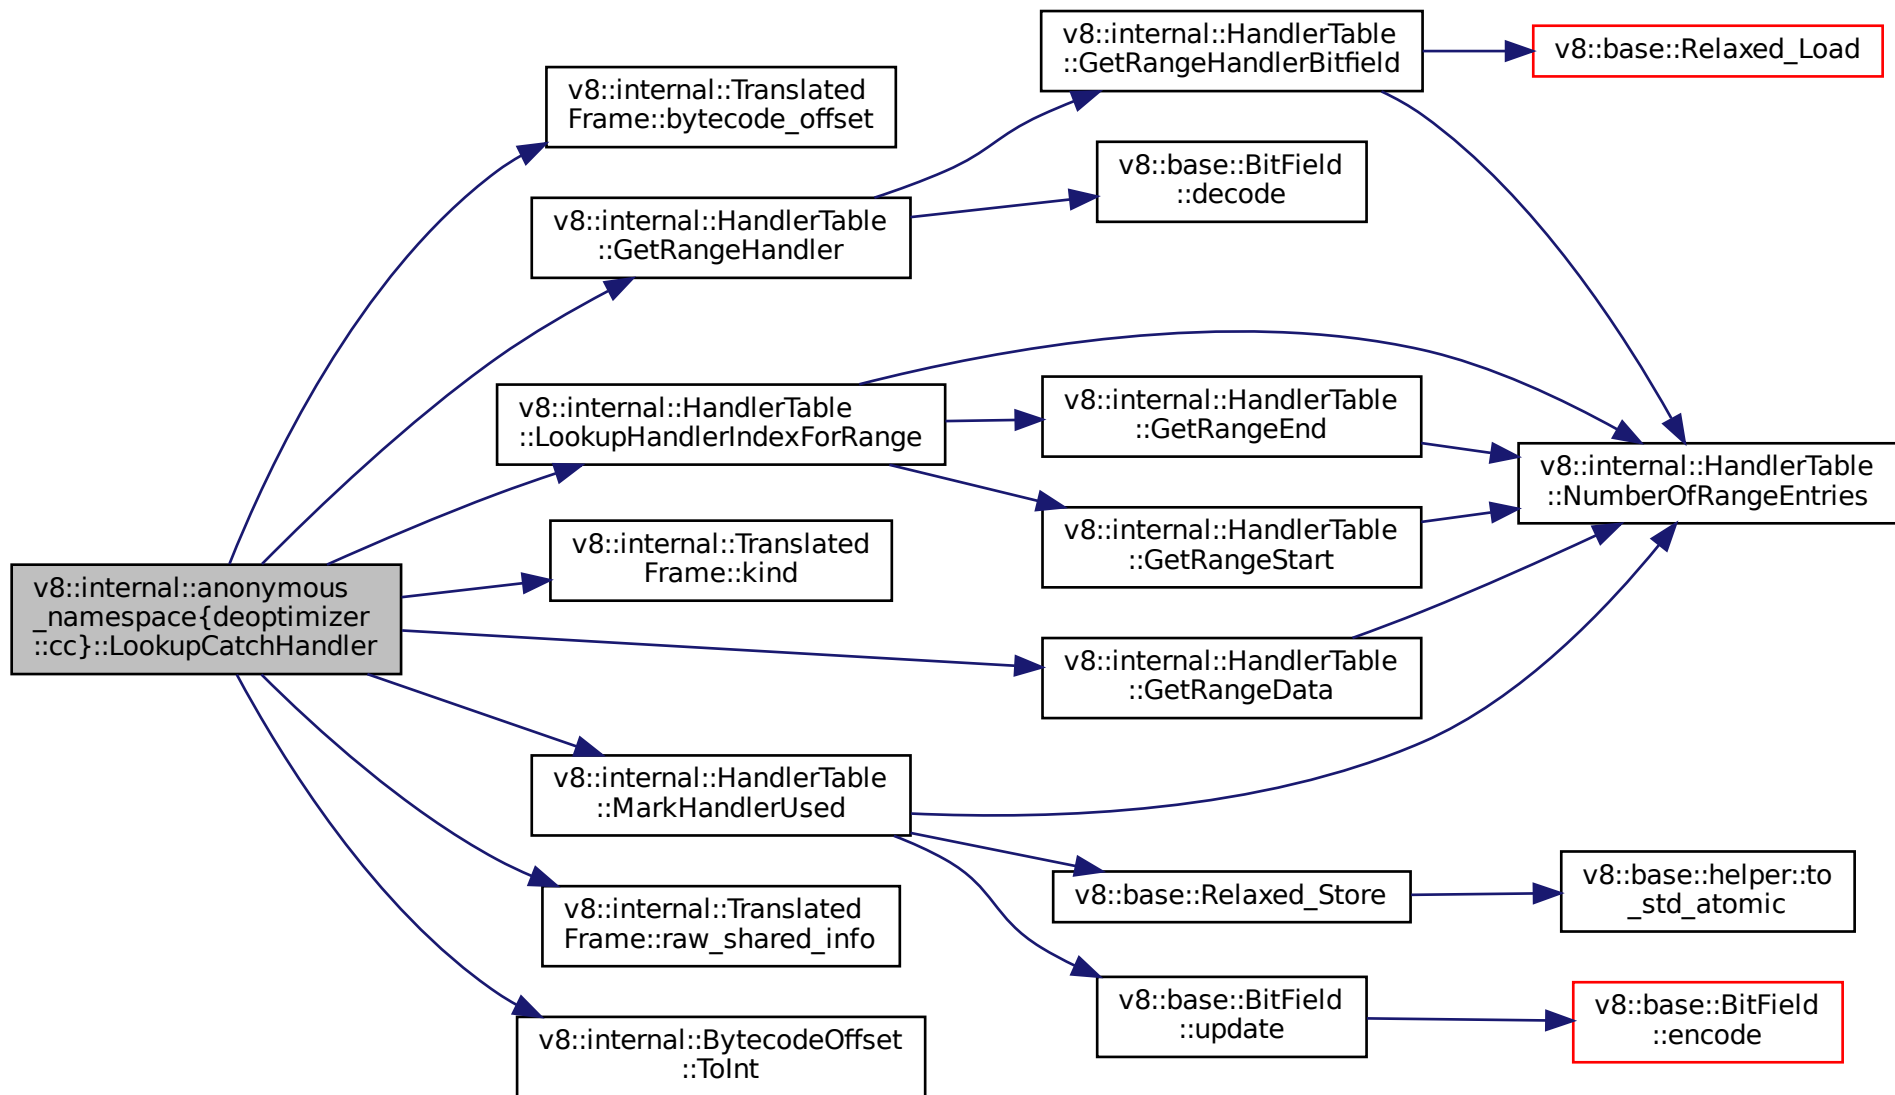 v8::internal::anonymous
_namespace{deoptimizer
::cc}::LookupCatchHandler
v8::internal::Translated
Frame::bytecode_offset
v8::internal::HandlerTable
::GetRangeHandler
v8::internal::HandlerTable
::LookupHandlerIndexForRange
v8::internal::Translated
Frame::kind
v8::internal::HandlerTable
::MarkHandlerUsed
v8::internal::Translated
Frame::raw_shared_info
v8::internal::BytecodeOffset
::ToInt
v8::internal::HandlerTable
::GetRangeHandlerBitfield
v8::base::BitField
::decode
v8::internal::HandlerTable
::GetRangeEnd
v8::internal::HandlerTable
::GetRangeStart
v8::internal::HandlerTable
::GetRangeData
v8::base::Relaxed_Store
v8::base::BitField
::update
v8::base::Relaxed_Load
v8::internal::HandlerTable
::NumberOfRangeEntries
v8::base::helper::to
_std_atomic
v8::base::BitField
::encode